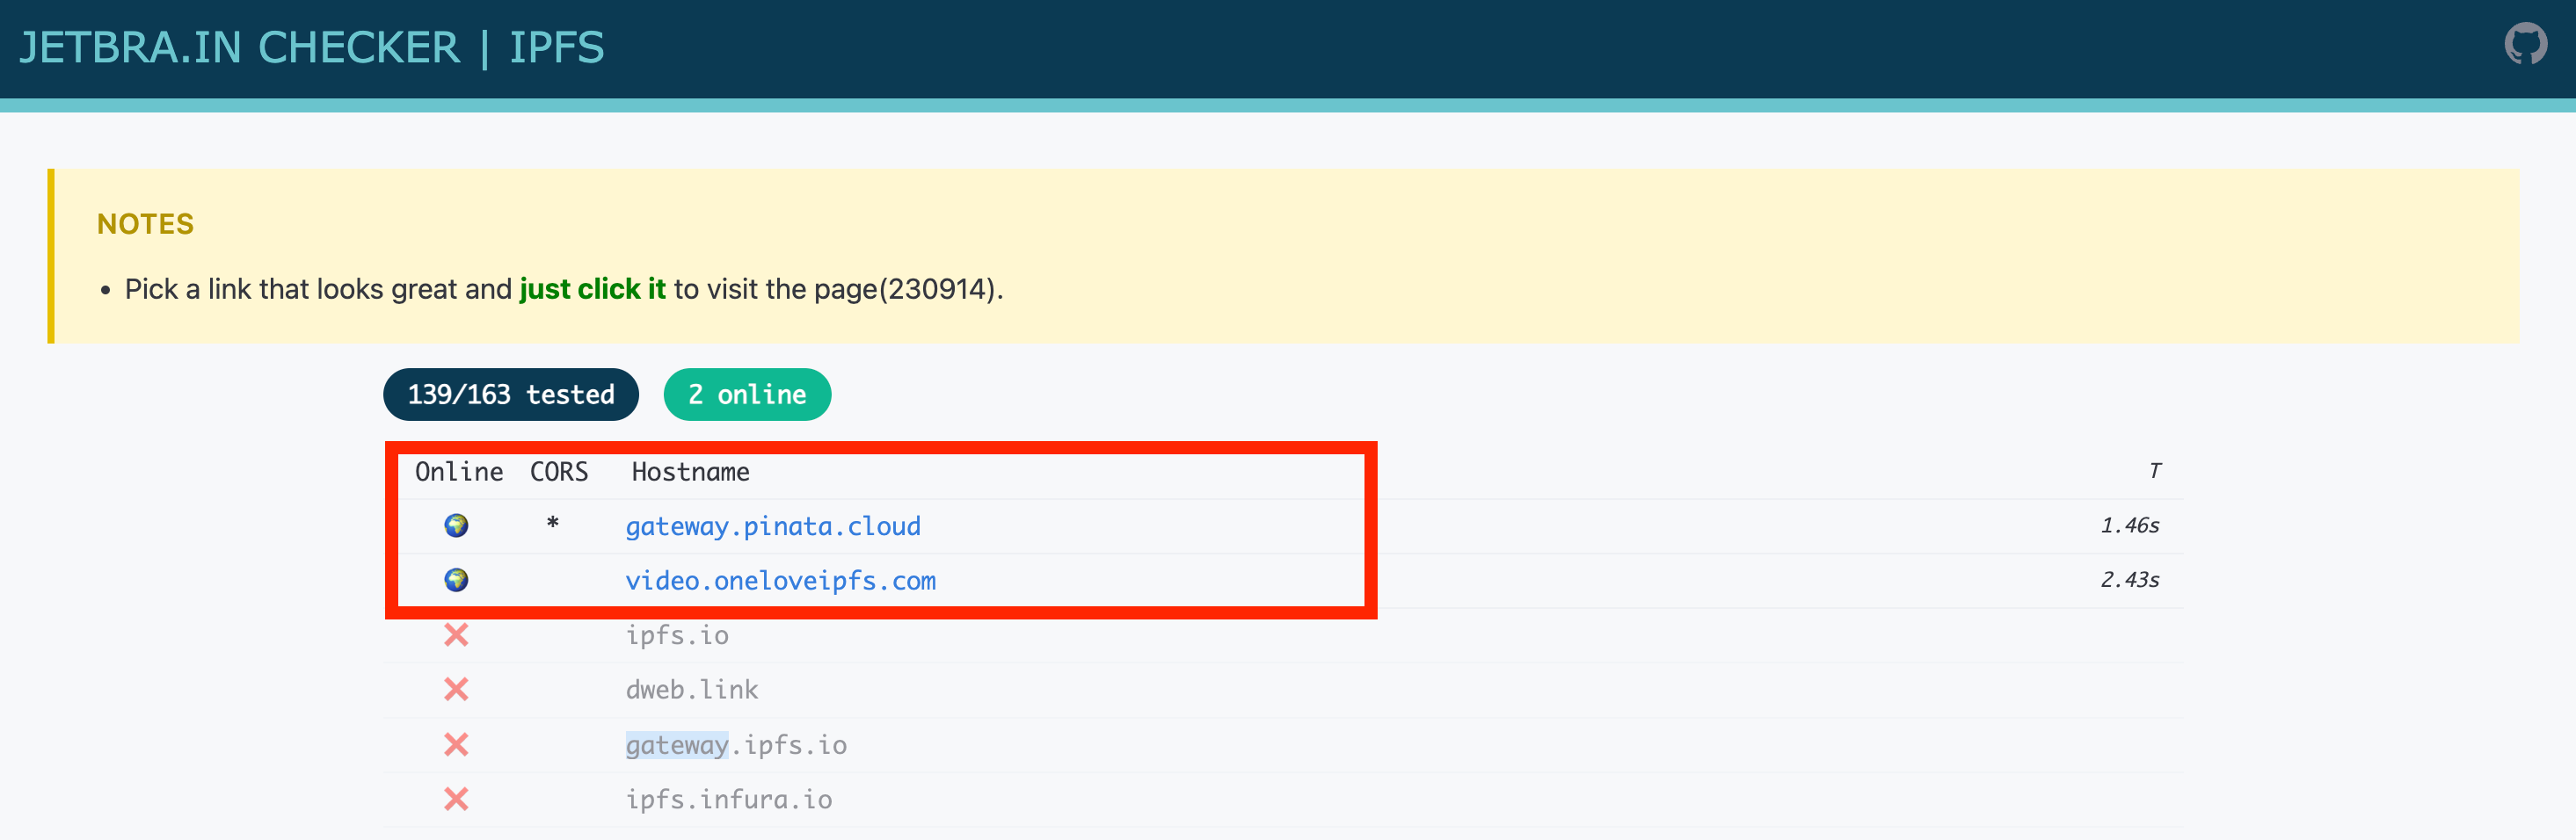 JETBRA.IN CHECKER | IPFS
NOTES
• Pick a link that looks great and just click it to visit the page(230914).
139/163 tested 2 online
Online CORS Hostname T
* gateway.pinata.cloud 1.46s
video.oneloveipfs.com 2.43s
ipfs.io
dweb.link
gateway.ipfs.io
ipfs.infura.io